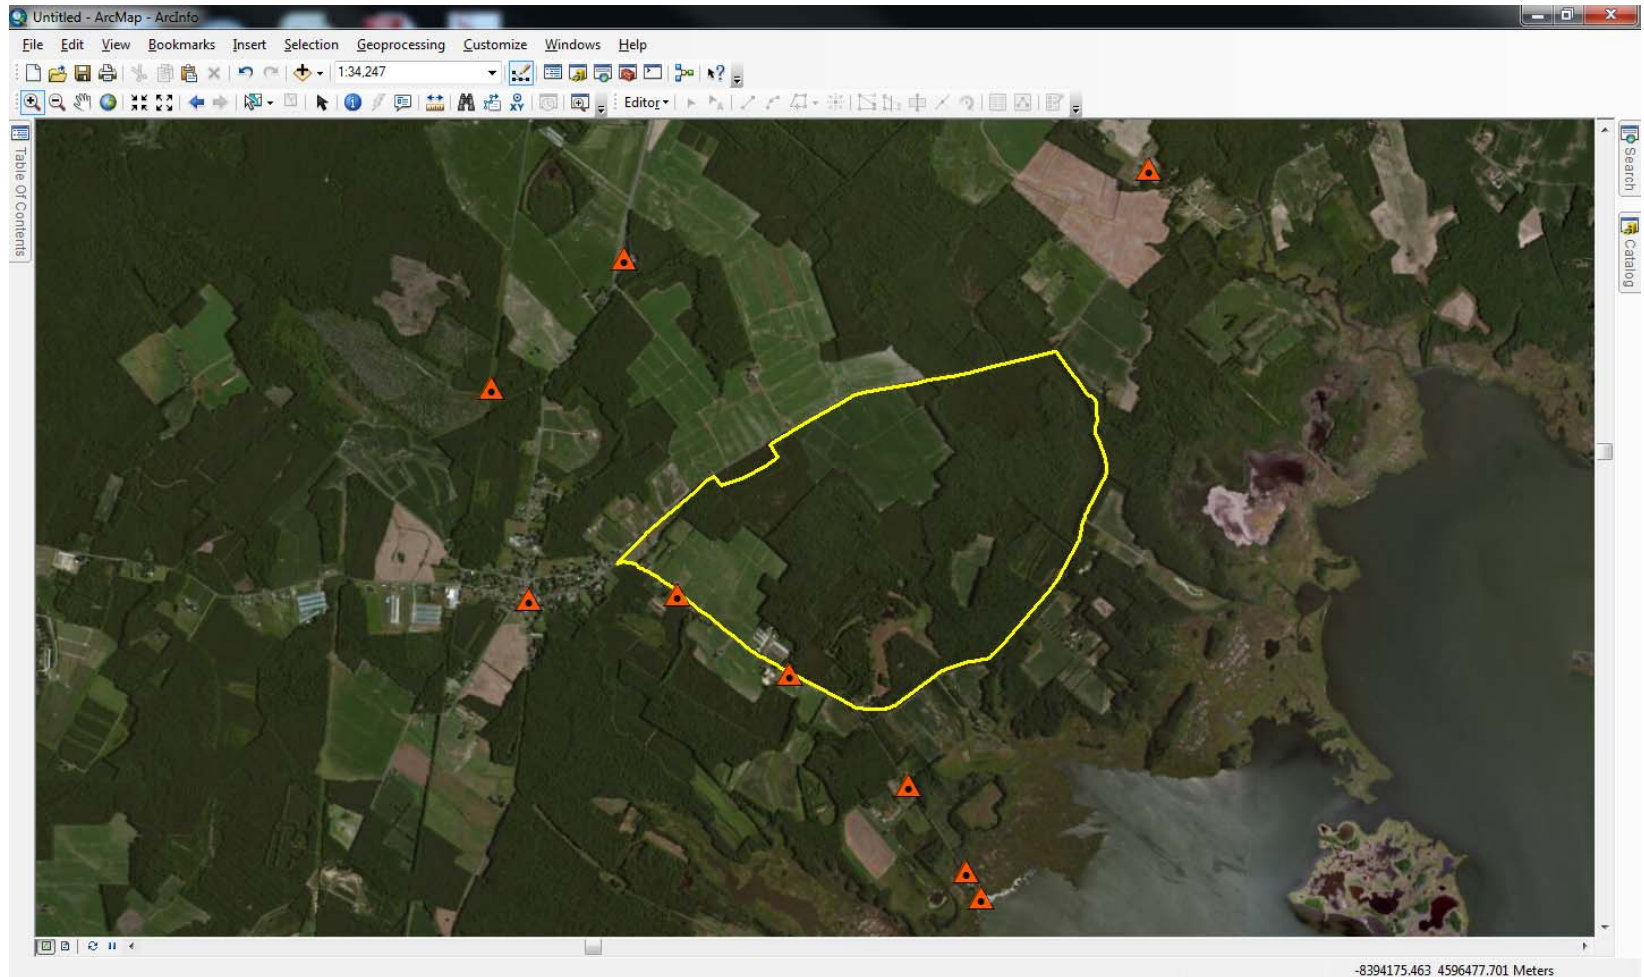 Untitled - ArcMap - ArcInfo
File Edit View Bookmarks Insert Selection Geoprocessing Customize Windows Help
1:34,247
Editor
Table Of Contents
Search
Catalog
-8394175.463 4596477.701 Meters